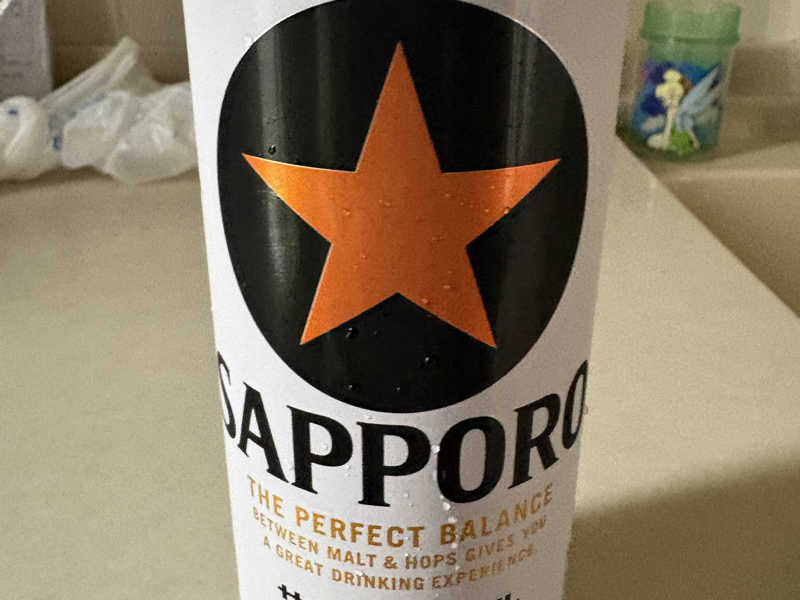 SAPPORO
THE PERFECT BALANCE
BETWEEN MALT & HOPS GIVES YOU
A GREAT DRINKING EXPERIENCE.